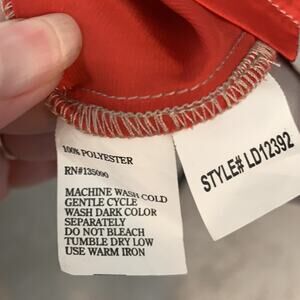 100% POLYESTER
RN#135090
MACHINE WASH COLD
GENTLE CYCLE
WASH DARK COLOR
SEPARATELY
DO NOT BLEACH
TUMBLE DRY LOW
USE WARM IRON
STYLE# LD12392